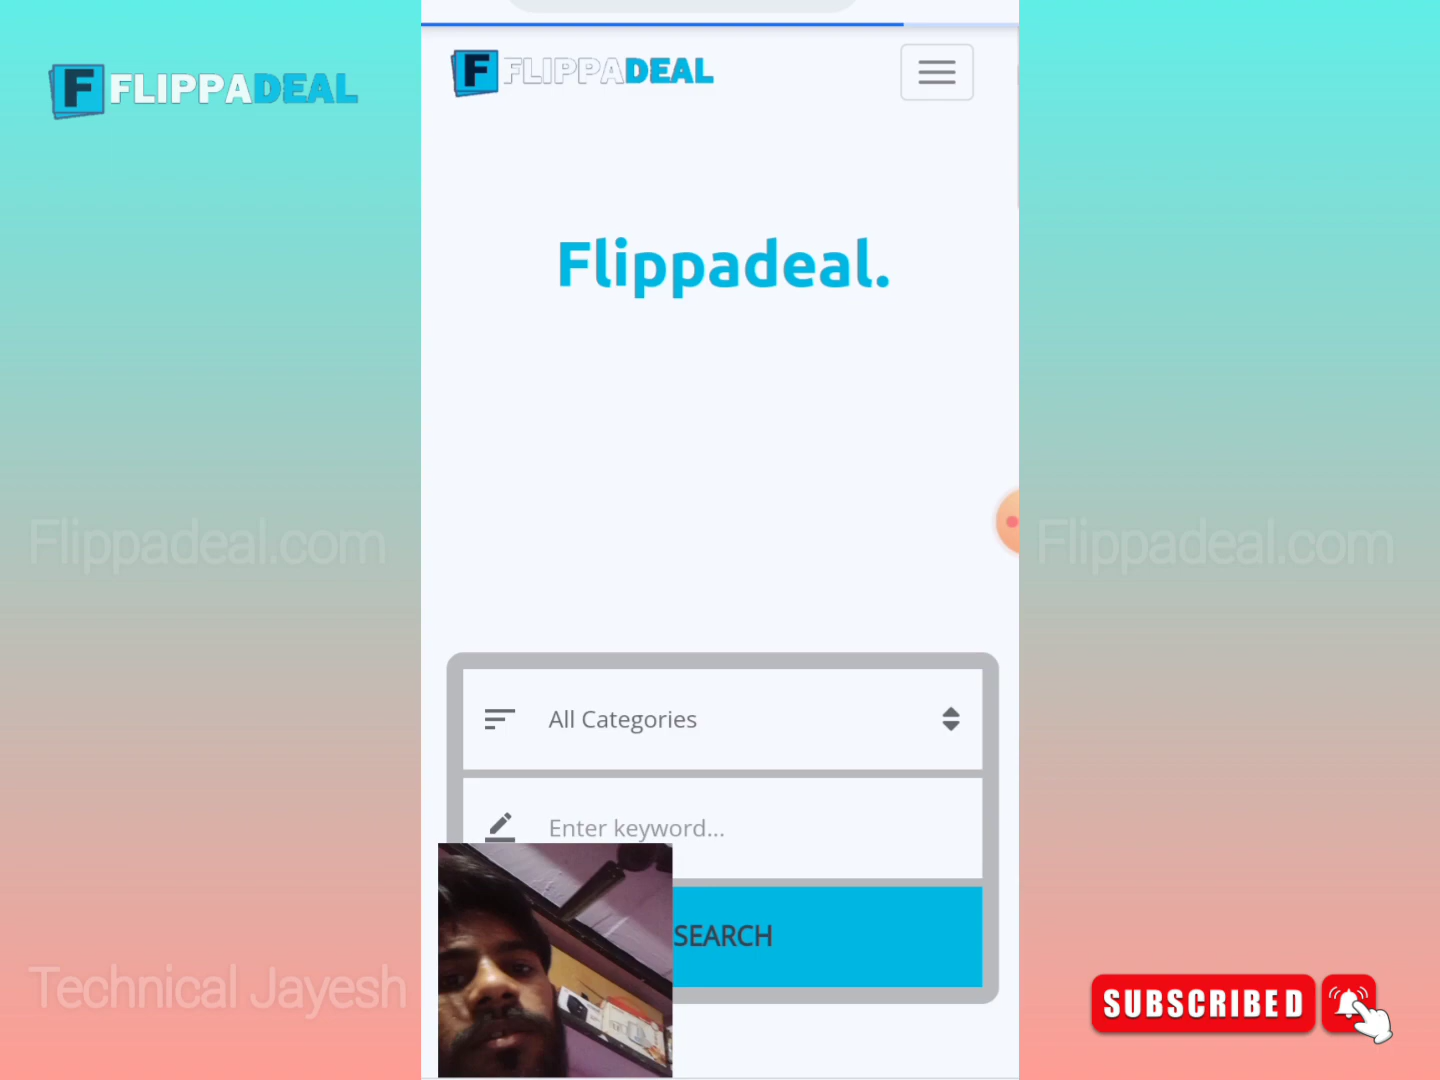 F FLIPPADEAL
F FLIPPADEAL
Flippadeal.
Flippadeal.com
Flippadeal.com
All Categories
Enter keyword...
SEARCH
Technical Jayesh
SUBSCRIBED